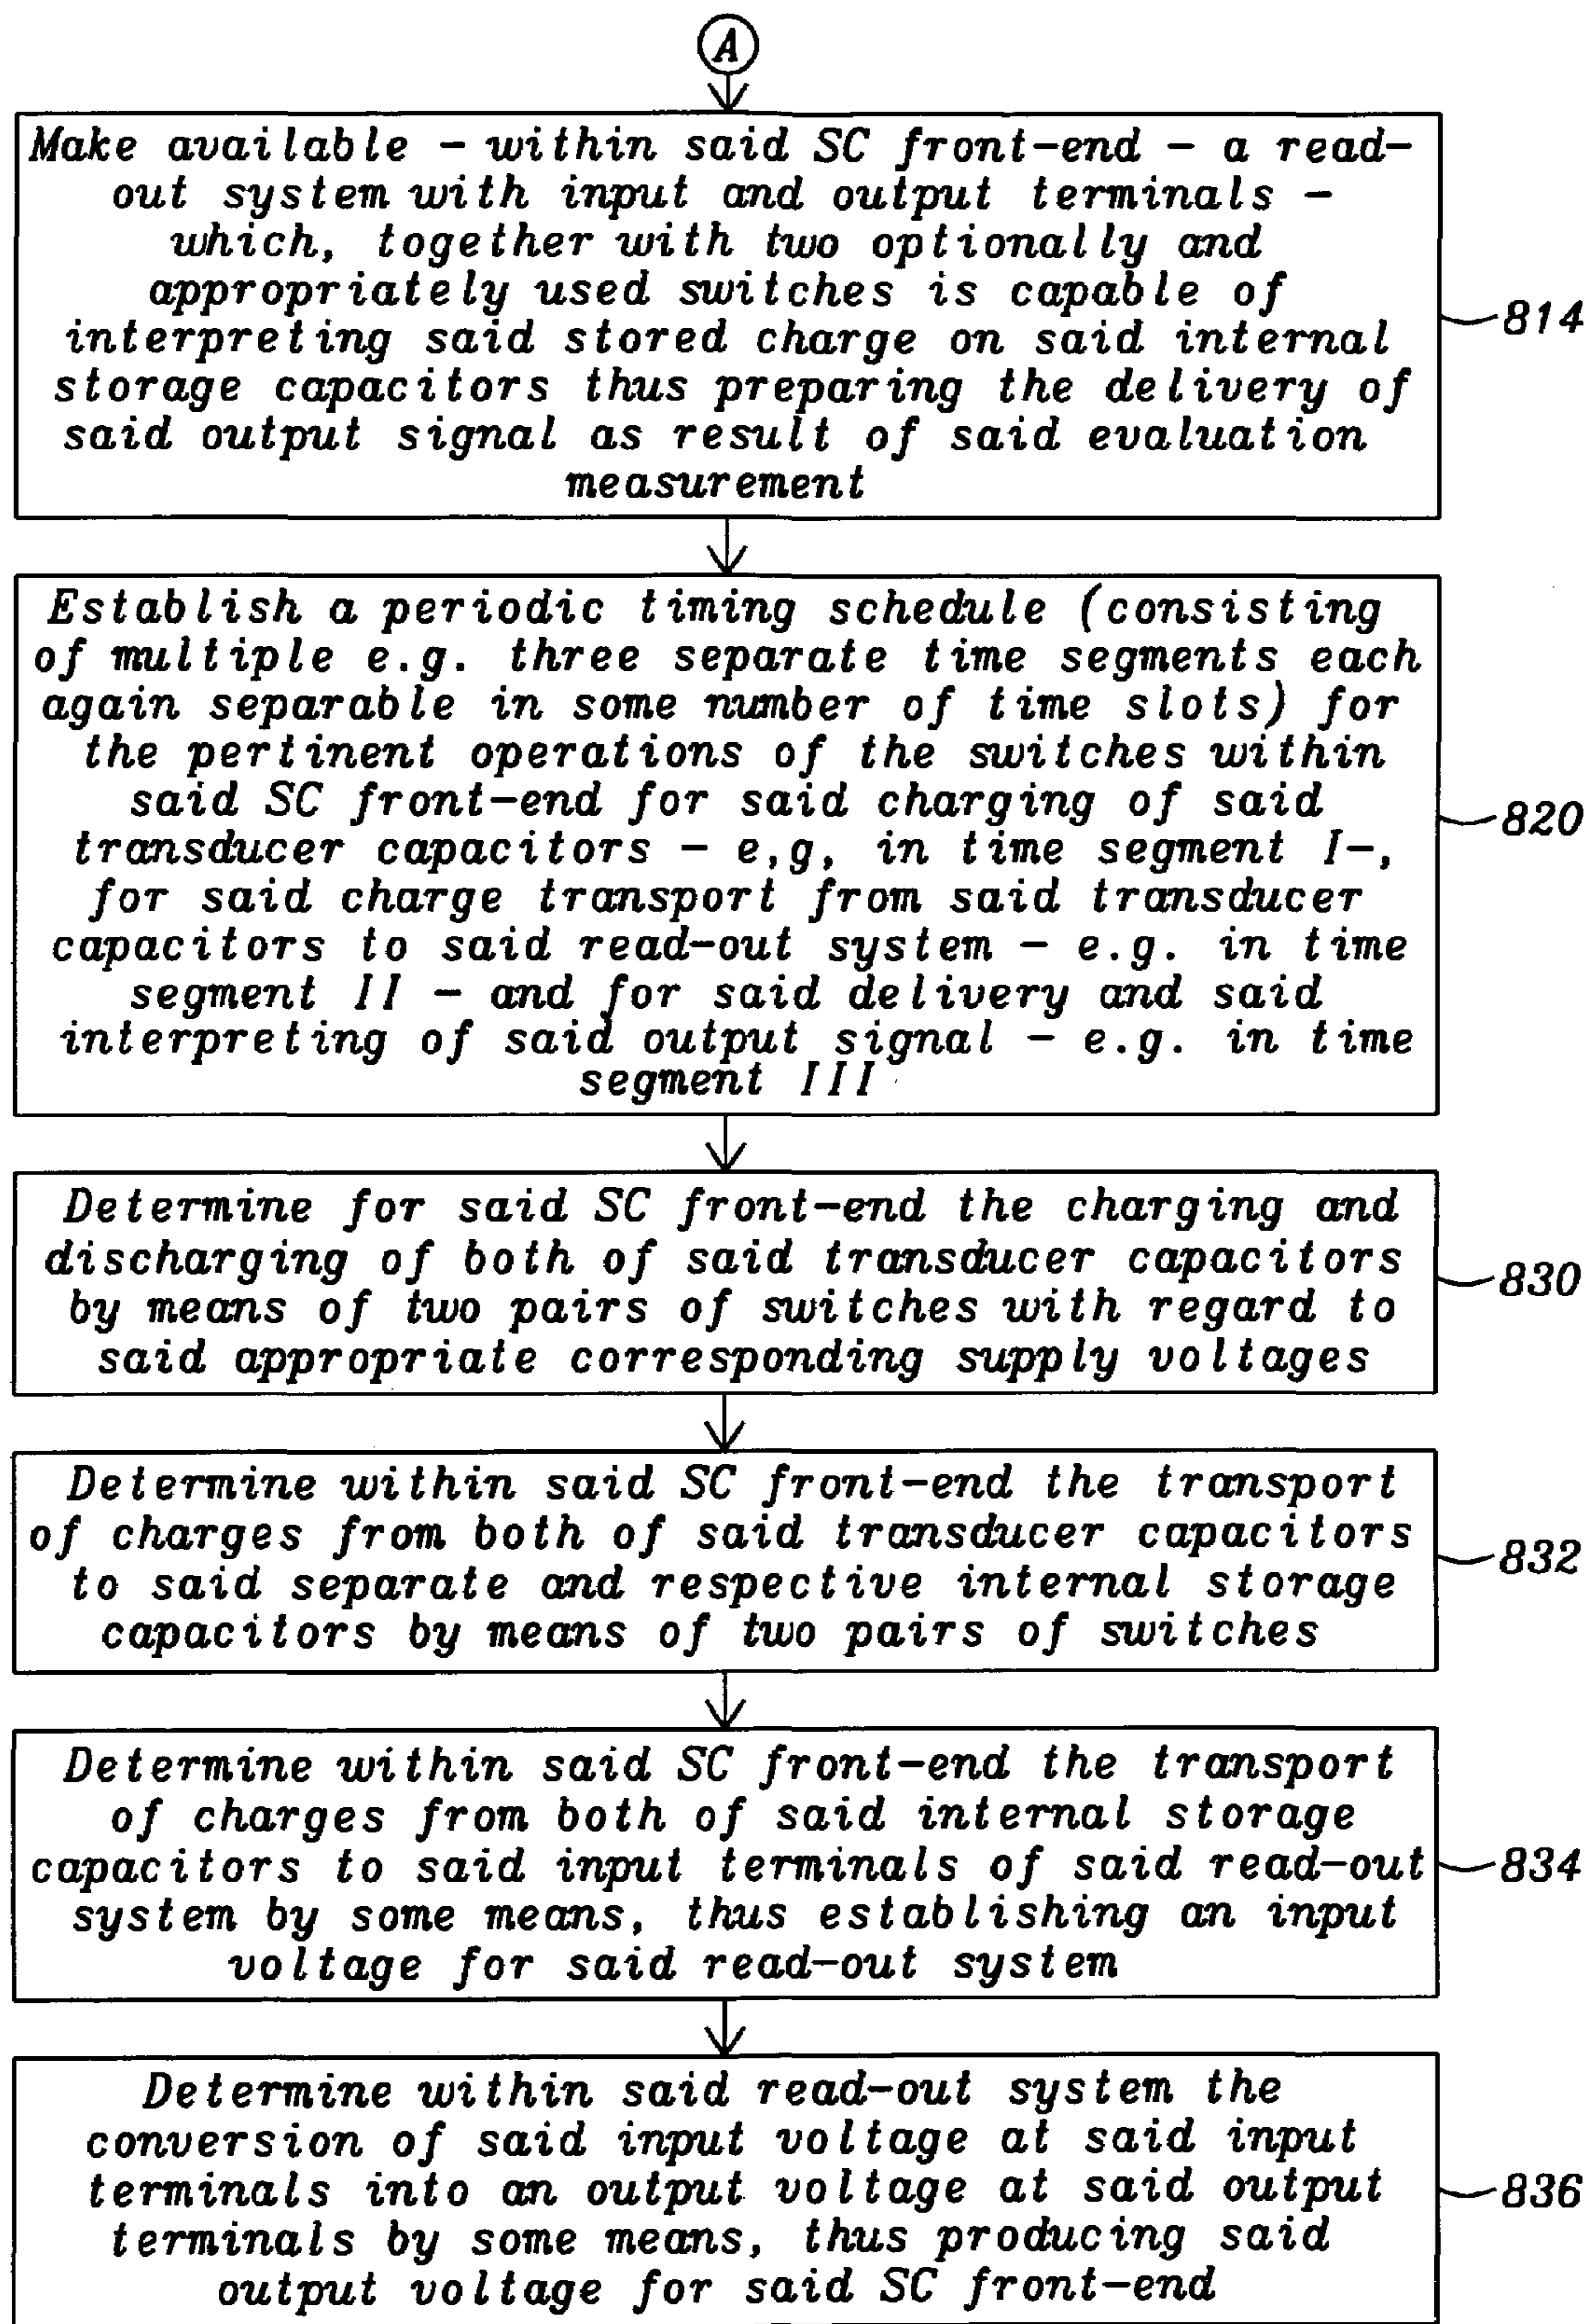 A
Make available - within said SC front-end - a read-
out system with input and output terminals -
which, together with two optionally and
appropriately used switches is capable of
interpreting said stored charge on said internal
storage capacitors thus preparing the delivery of
said output signal as result of said evaluation
measurement
814
Establish a periodic timing schedule (consisting
of multiple e.g. three separate time segments each
again separable in some number of time slots) for
the pertinent operations of the switches within
said SC front-end for said charging of said
transducer capacitors - e,g, in time segment I-,
for said charge transport from said transducer
capacitors to said read-out system - e.g. in time
segment II - and for said delivery and said
interpreting of said output signal - e.g. in time
segment III
820
Determine for said SC front-end the charging and
discharging of both of said transducer capacitors
by means of two pairs of switches with regard to
said appropriate corresponding supply voltages
830
Determine within said SC front-end the transport
of charges from both of said transducer capacitors
to said separate and respective internal storage
capacitors by means of two pairs of switches
832
Determine within said SC front-end the transport
of charges from both of said internal storage
capacitors to said input terminals of said read-out
system by some means, thus establishing an input
voltage for said read-out system
834
Determine within said read-out system the
conversion of said input voltage at said input
terminals into an output voltage at said output
terminals by some means, thus producing said
output voltage for said SC front-end
836